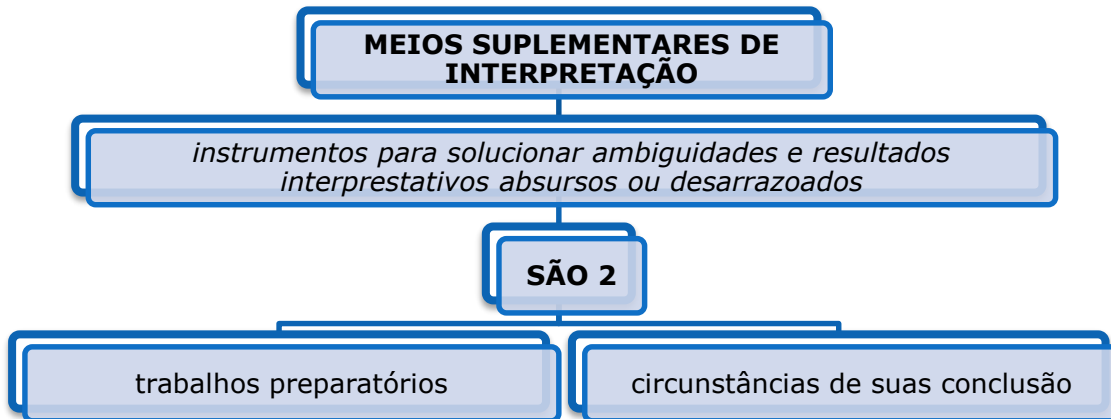 MEIOS SUPLEMENTARES DE
INTERPRETAÇÃO
instrumentos para solucionar ambiguidades e resultados
interprestativos absursos ou desarrazoados
SÃO 2
trabalhos preparatórios
circunstâncias de suas conclusão